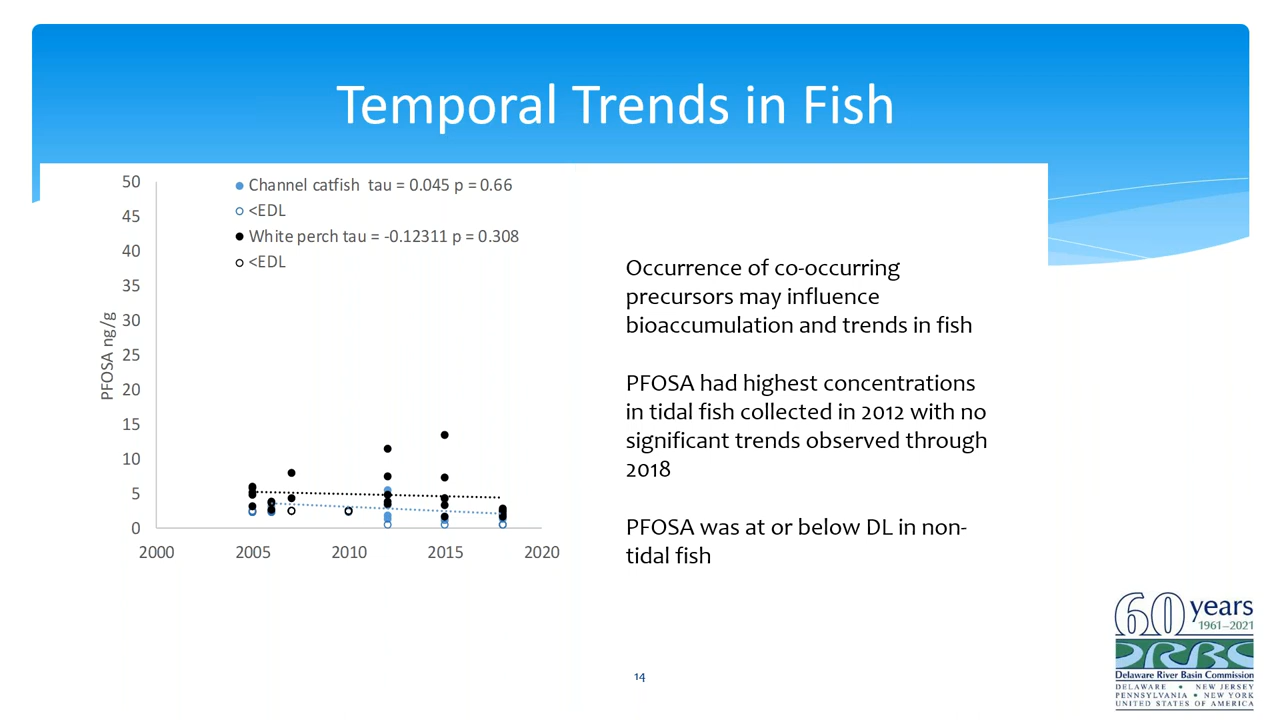 Temporal Trends in Fish
Channel catfish tau = 0.045 p = 0.66
<EDL
White perch tau = -0.12311 p = 0.308
<EDL
50
45
40
35
30
25
20
15
10
5
0
PFOSA ng/g
2000 2005 2010 2015 2020
Occurrence of co-occurring
precursors may influence
bioaccumulation and trends in fish
PFOSA had highest concentrations
in tidal fish collected in 2012 with no
significant trends observed through
2018
PFOSA was at or below DL in non-
tidal fish
14
60 years
1961–2021
DRBC
Delaware River Basin Commission
DELAWARE • NEW JERSEY
PENNSYLVANIA • NEW YORK
UNITED STATES OF AMERICA